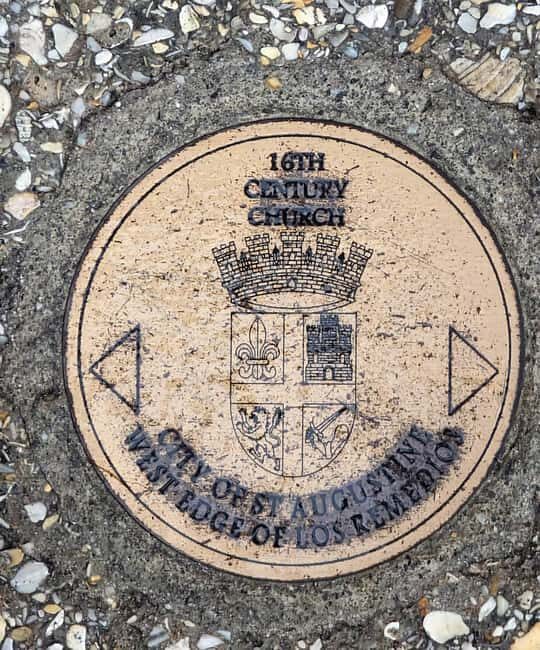 16TH
CENTURY
CHURCH
CITY OF ST AUGUSTINE
WEST EDGE OF LOS REMEDIOS